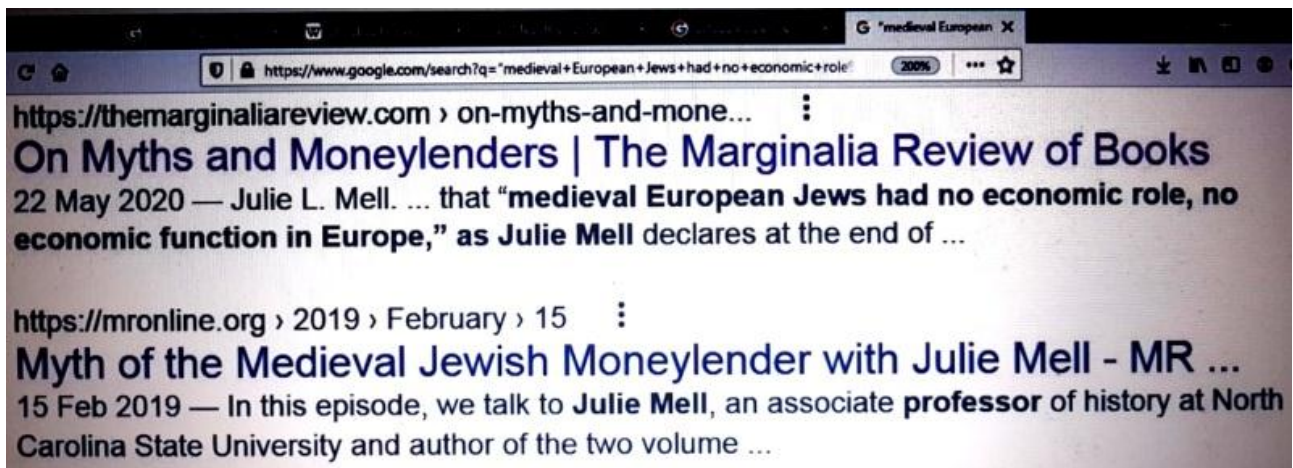 G "medieval European X
https://www.google.com/search?q="medieval+European+Jews+had+no+economic+role" 200%
https://themarginaliareview.com › on-myths-and-mone...
On Myths and Moneylenders | The Marginalia Review of Books
22 May 2020 — Julie L. Mell. ... that “medieval European Jews had no economic role, no
economic function in Europe,” as Julie Mell declares at the end of ...
https://mronline.org › 2019 › February › 15
Myth of the Medieval Jewish Moneylender with Julie Mell - MR ...
15 Feb 2019 — In this episode, we talk to Julie Mell, an associate professor of history at North
Carolina State University and author of the two volume ...